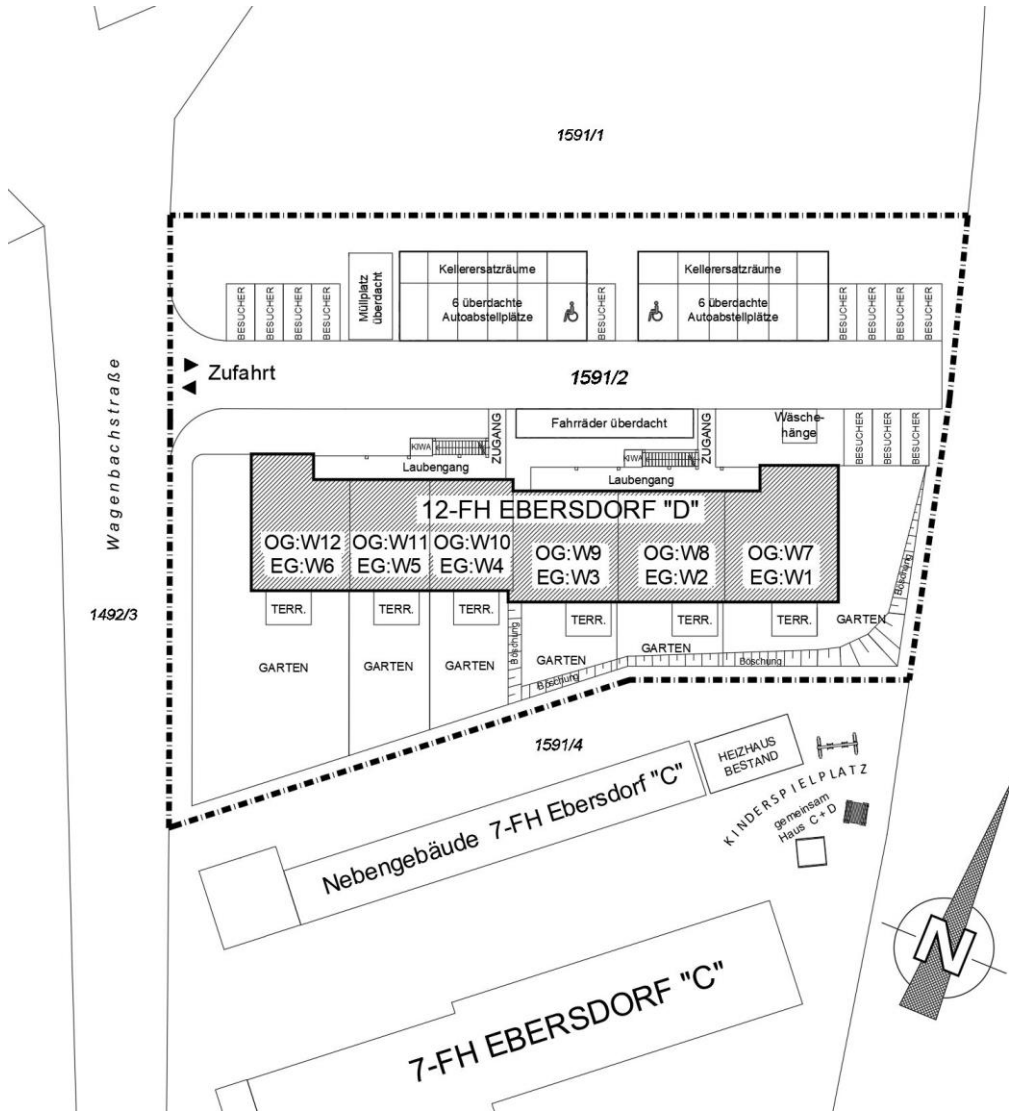 1591/1
Kellerersatzräume
Kellerersatzräume
Müllplatz
überdacht
BESUCHER
BESUCHER
BESUCHER
BESUCHER
6 überdachte
Autoabstellplätze
BESUCHER
6 überdachte
Autoabstellplätze
BESUCHER
BESUCHER
BESUCHER
BESUCHER
Zufahrt
1591/2
Wagenbachstraße
1492/3
ZUGANG
Fahrräder überdacht
ZUGANG
Wäsche-
hänge
BESUCHER
BESUCHER
BESUCHER
KIWA
KIWA
Laubengang
Laubengang
12-FH EBERSDORF "D"
OG:W12
EG:W6
OG:W11
EG:W5
OG:W10
EG:W4
OG:W9
EG:W3
OG:W8
EG:W2
OG:W7
EG:W1
TERR.
TERR.
TERR.
TERR.
TERR.
TERR.
GARTEN
GARTEN
GARTEN
GARTEN
GARTEN
GARTEN
Böschung
Böschung
Böschung
Böschung
1591/4
HEIZHAUS
BESTAND
Nebengebäude 7-FH Ebersdorf "C"
KINDERSPIELPLATZ
gemeinsam
Haus C+D
7-FH EBERSDORF "C"
N